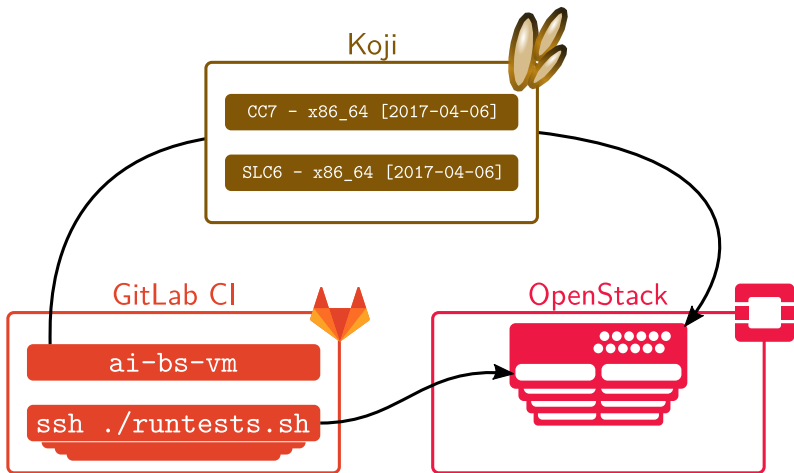 Koji
CC7 - x86_64 [2017-04-06]
SLC6 - x86_64 [2017-04-06]
GitLab CI
ai-bs-vm
ssh ./runtests.sh
OpenStack